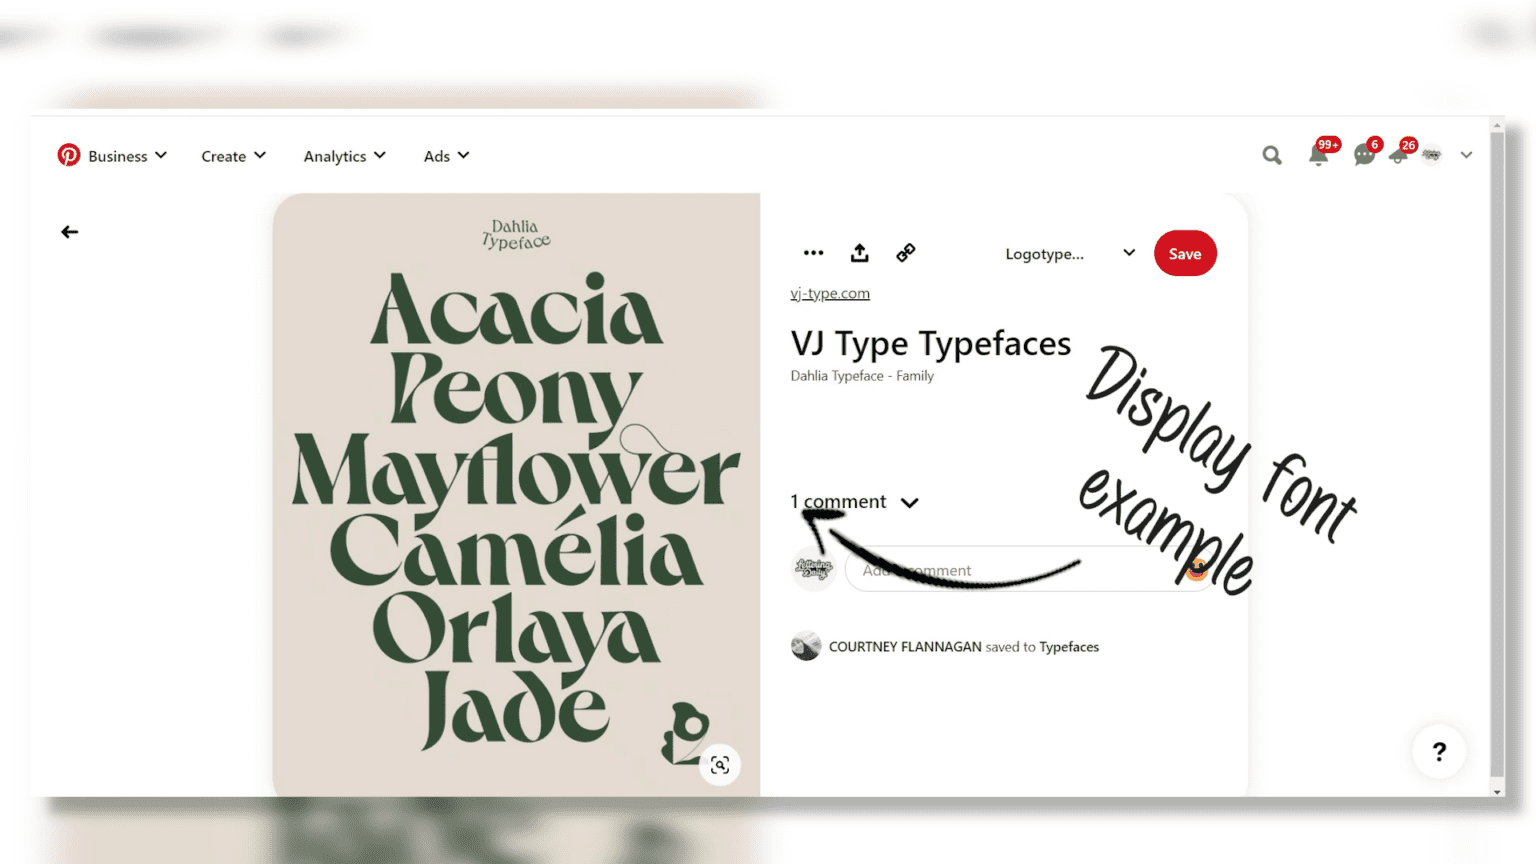 Business
Create
Analytics
Ads
99+
6
26
Dahlia
Typeface
Acacia
Peony
Mayflower
Camélia
Orlaya
Jade
Logotype...
Save
vj-type.com
VJ Type Typefaces
Dahlia Typeface - Family
Display font
example
1 comment
Lettering
Daily
Add a comment
COURTNEY FLANNAGAN saved to Typefaces
?